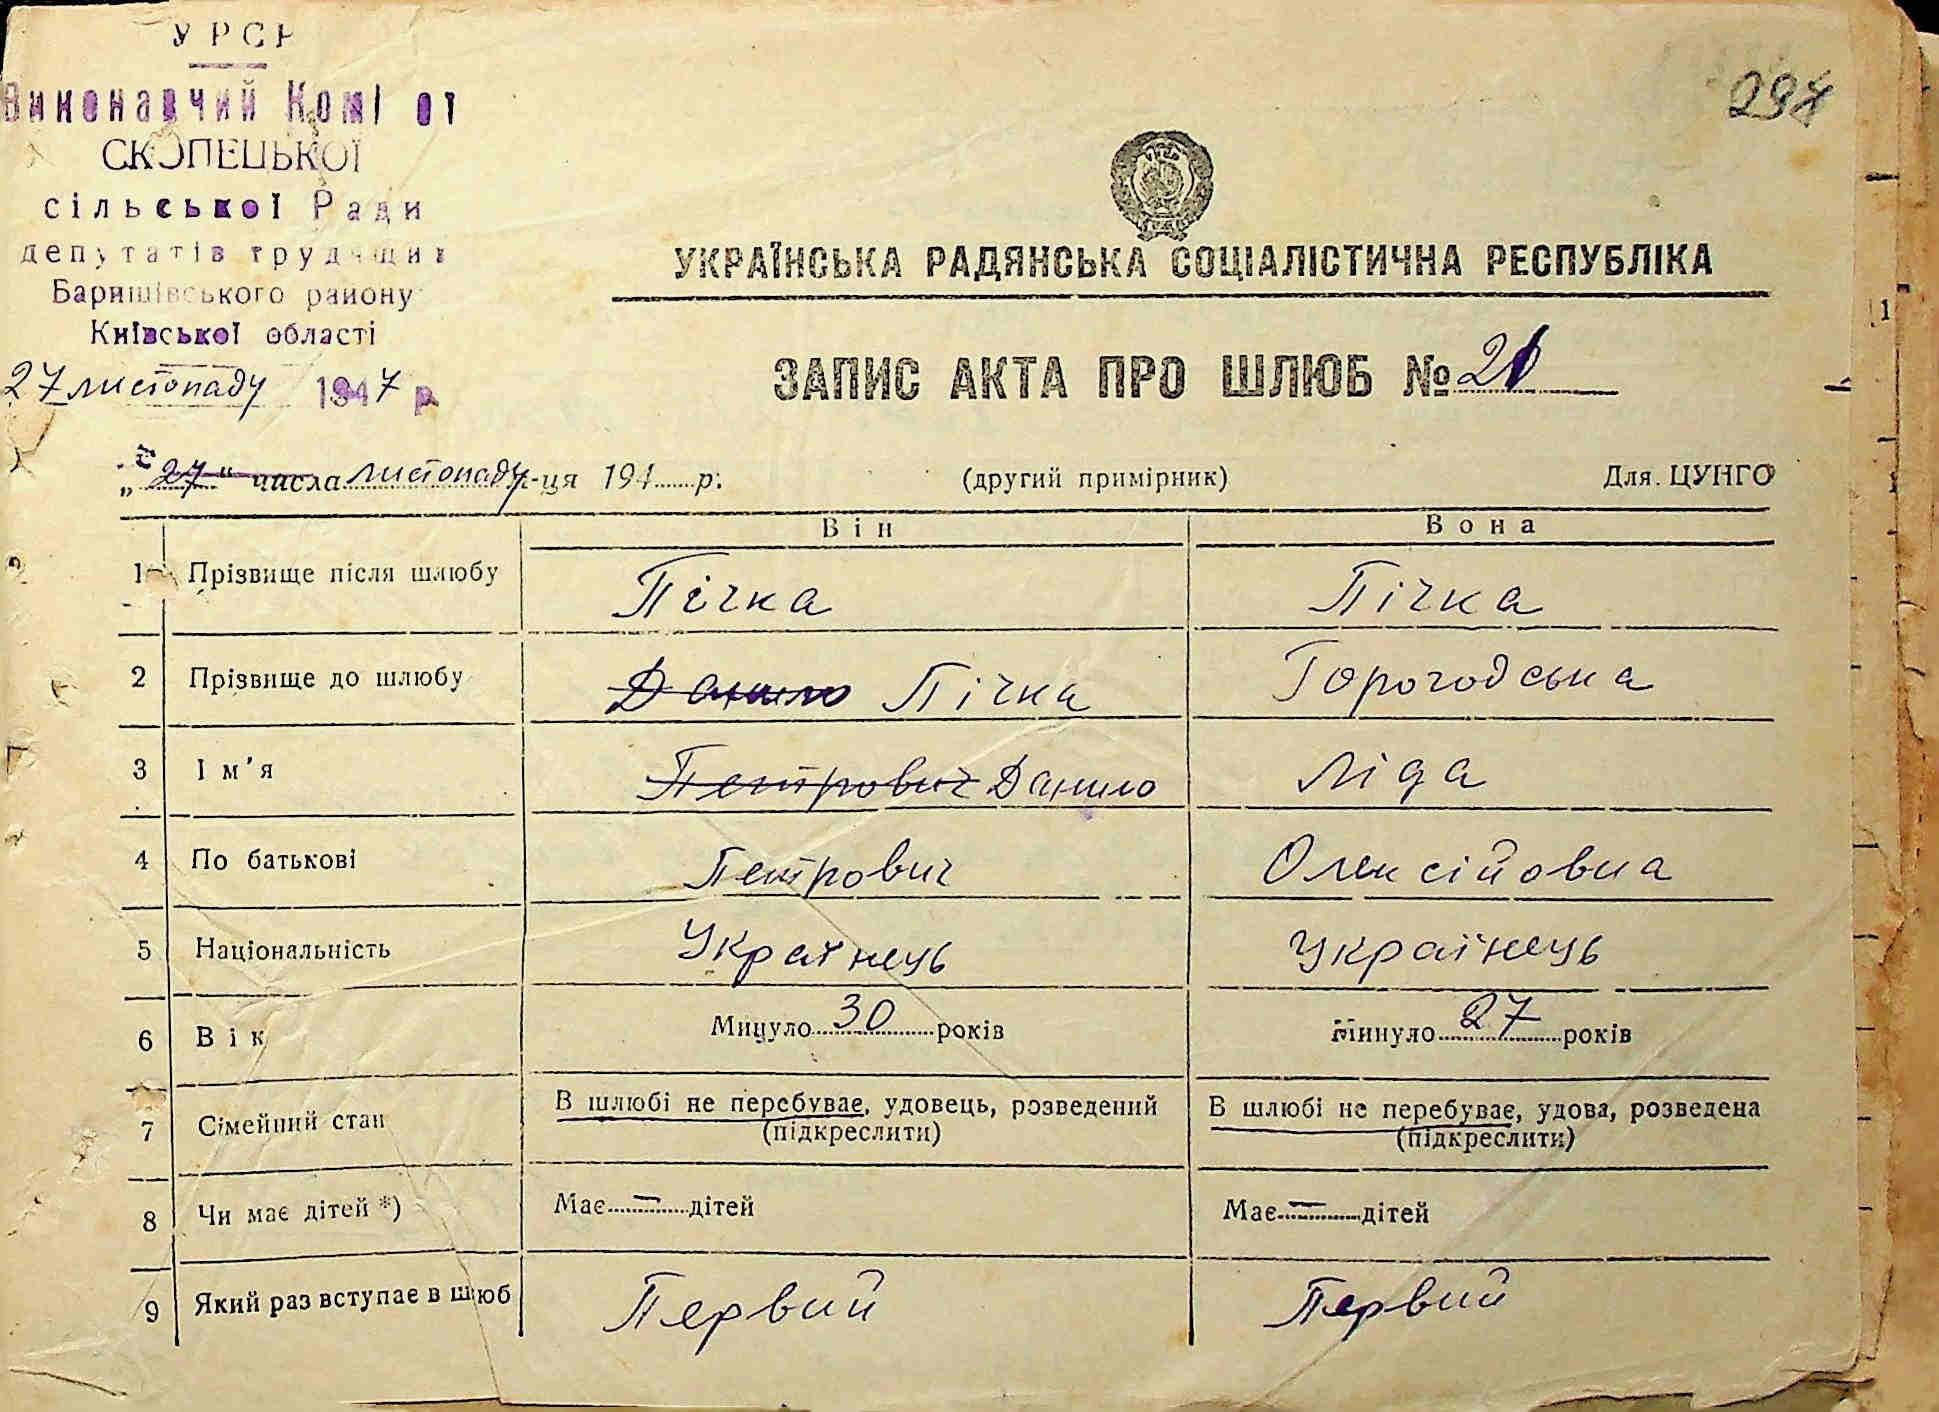 УРСР
Виконавчий Комі от
СКОПЕЦЬКОЇ
сільської Ради
депутатів трудящих
Баришівського району
Київської області
27 листопаду 1947 р.
297
УКРАЇНСЬКА РАДЯНСЬКА СОЦІАЛІСТИЧНА РЕСПУБЛІКА
ЗАПИС АКТА ПРО ШЛЮБ № 21
„27“ числа листопаду м-ця 194 р. (другий примірник) Для ЦУНГО
Він Вона
1 Прізвище після шлюбу Пічка Пічка
2 Прізвище до шлюбу Данило Пічка Горогодська
3 Ім'я Петрович Данило Ліда
4 По батькові Петрович Олексійовна
5 Національність Українець Українець
6 Вік Минуло 30 років Минуло 27 років
7 Сімейний стан В шлюбі не перебуває, удовець, розведений (підкреслити) В шлюбі не перебуває, удова, розведена (підкреслити)
8 Чи має дітей *) Має — дітей Має — дітей
9 Який раз вступає в шлюб Первий Первий